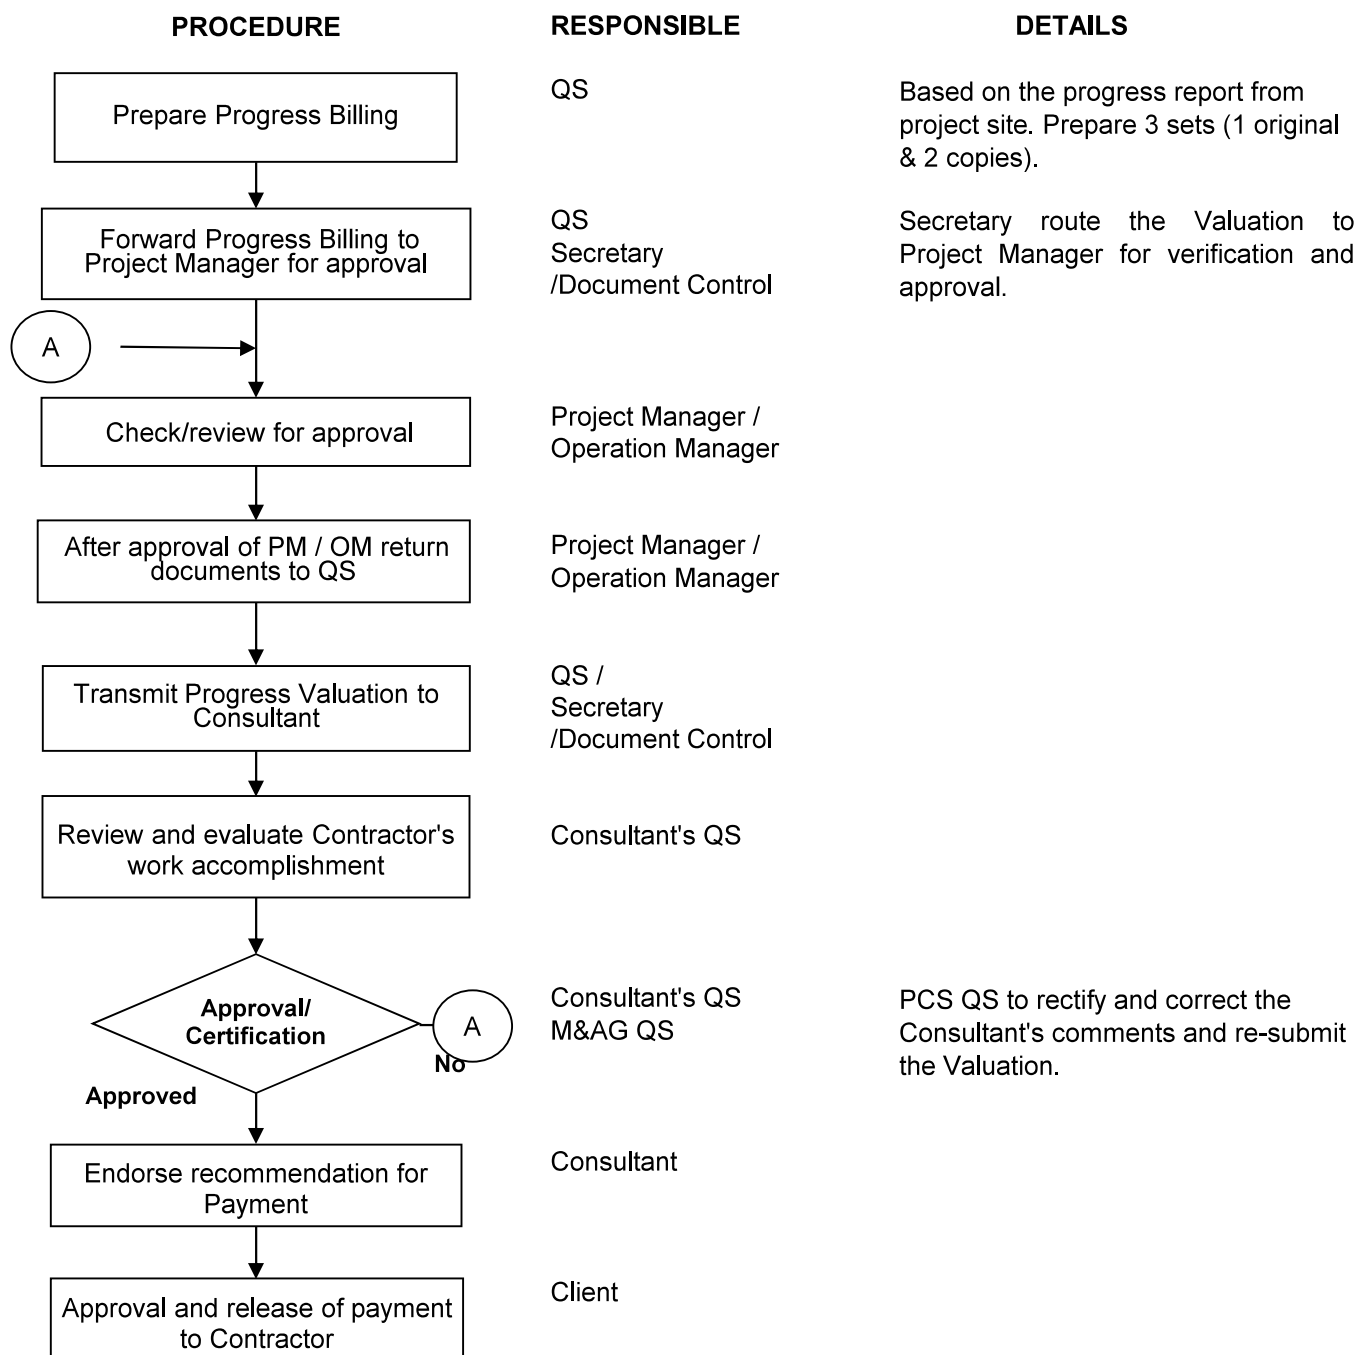 PROCEDURE RESPONSIBLE DETAILS
Prepare Progress Billing
QS
Based on the progress report from
project site. Prepare 3 sets (1 original
& 2 copies).
Forward Progress Billing to
Project Manager for approval
QS
Secretary
/Document Control
Secretary route the Valuation to
Project Manager for verification and
approval.
A
Check/review for approval
Project Manager /
Operation Manager
After approval of PM / OM return
documents to QS
Project Manager /
Operation Manager
Transmit Progress Valuation to
Consultant
QS /
Secretary
/Document Control
Review and evaluate Contractor's
work accomplishment
Consultant's QS
Approval/
Certification
A
No
Approved
Consultant's QS
M&AG QS
PCS QS to rectify and correct the
Consultant's comments and re-submit
the Valuation.
Endorse recommendation for
Payment
Consultant
Approval and release of payment
to Contractor
Client